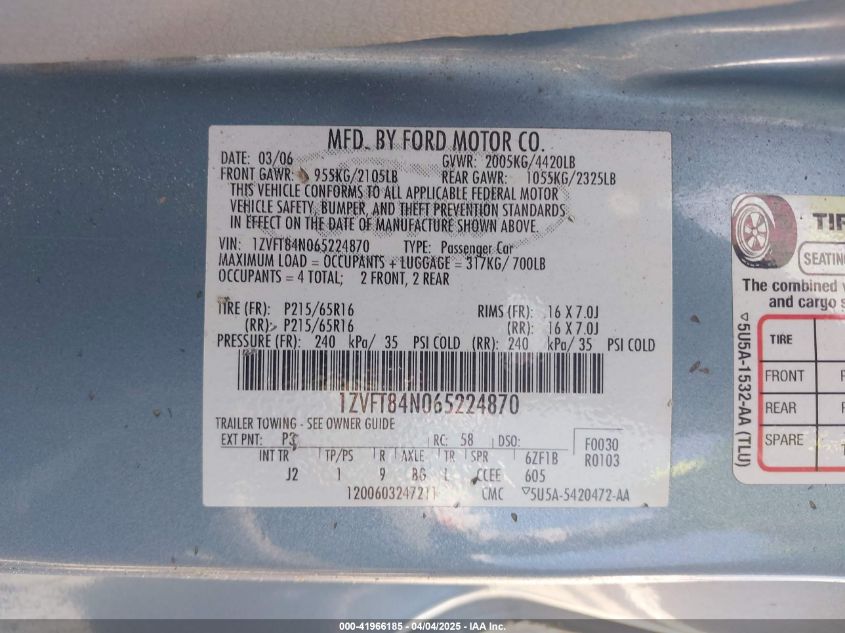 MFD. BY FORD MOTOR CO.
DATE: 03/06 GVWR: 2005KG/4420LB
FRONT GAWR: 955KG/2105LB REAR GAWR: 1055KG/2325LB
THIS VEHICLE CONFORMS TO ALL APPLICABLE FEDERAL MOTOR
VEHICLE SAFETY, BUMPER, AND THEFT PREVENTION STANDARDS
IN EFFECT ON THE DATE OF MANUFACTURE SHOWN ABOVE.
VIN: 1ZVFT84N065224870 TYPE: Passenger Car
MAXIMUM LOAD = OCCUPANTS + LUGGAGE = 317KG/ 700LB
OCCUPANTS = 4 TOTAL; 2 FRONT, 2 REAR
TIRE (FR): P215/65R16 RIMS (FR): 16 X 7.0J
(RR): P215/65R16 (RR): 16 X 7.0J
PRESSURE (FR): 240 kPa/ 35 PSI COLD (RR): 240 kPa/ 35 PSI COLD
1ZVFT84N065224870
TRAILER TOWING - SEE OWNER GUIDE
EXT PNT: P3 RC: 58 DSO: F0030
INT TR TP/PS R AXLE TR SPR 6ZF1B R0103
J2 1 9 BG L CCEE 605
CMC 5U5A-5420472-AA
SEATING
The combined
and cargo
TIRE
FRONT
REAR
SPARE
5U5A-1532-AA (TLU)
000-41966185 - 04/04/2025 - IAA, Inc.